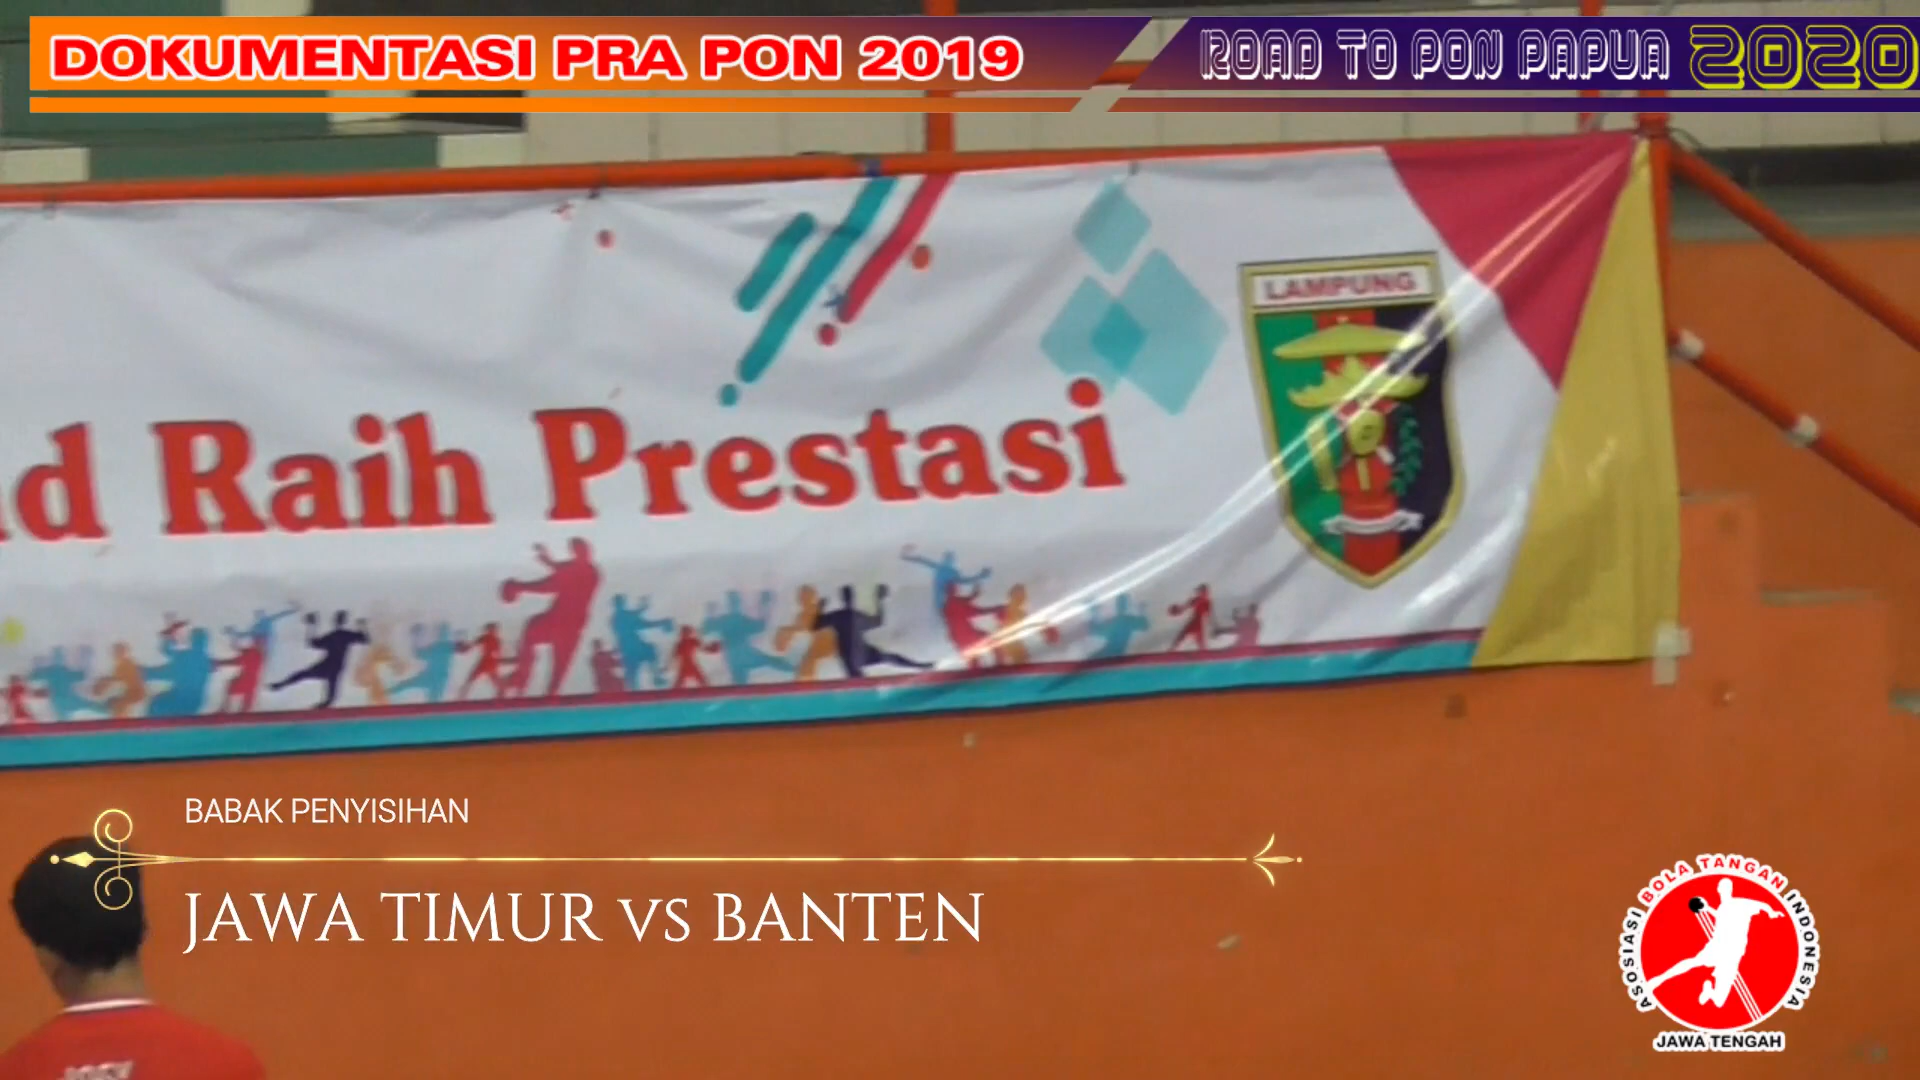 DOKUMENTASI PRA PON 2019
ROAD TO PON PAPUA 2020
LAMPUNG
Raih Prestasi
BABAK PENYISIHAN
JAWA TIMUR VS BANTEN
ASOSIASI BOLA TANGAN INDONESIA
JAWA TENGAH